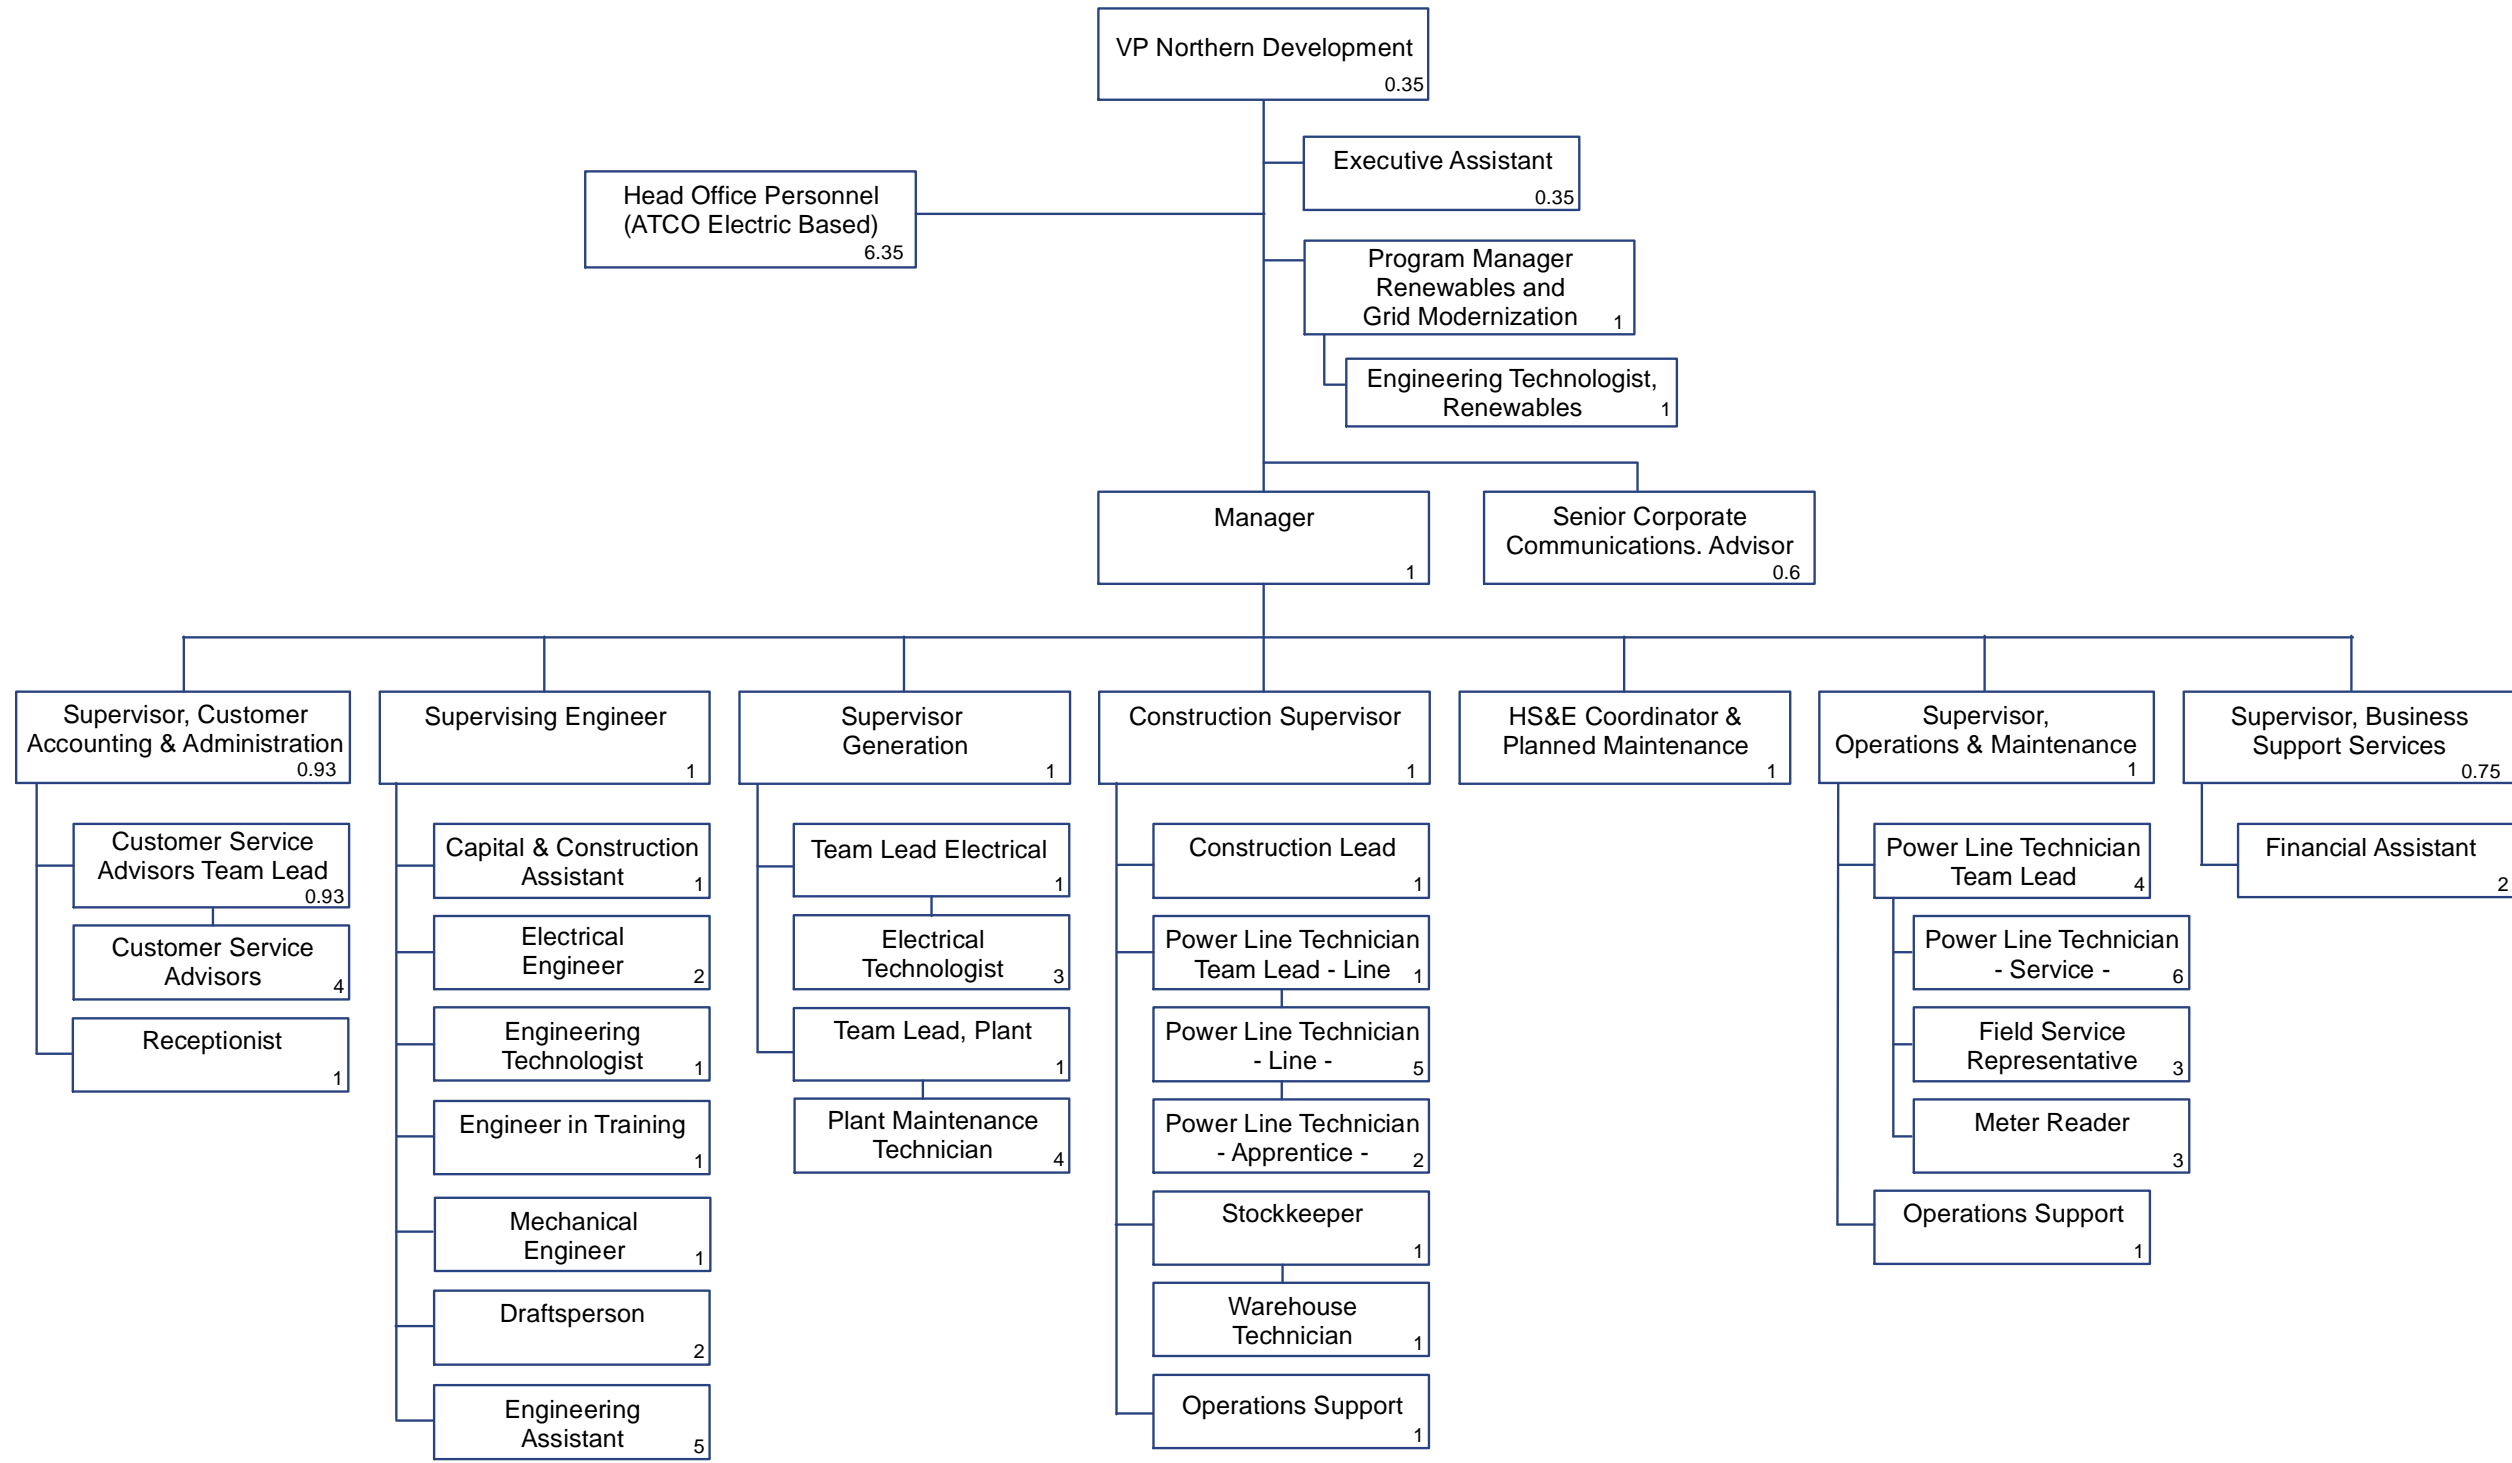 VP Northern Development
0.35
Executive Assistant
0.35
Head Office Personnel
(ATCO Electric Based)
6.35
Program Manager
Renewables and
Grid Modernization
1
Engineering Technologist,
Renewables
1
Manager
1
Senior Corporate
Communications. Advisor
0.6
Supervisor, Customer
Accounting & Administration
0.93
Customer Service
Advisors Team Lead
0.93
Customer Service
Advisors
4
Receptionist
1
Supervising Engineer
1
Capital & Construction
Assistant
1
Electrical
Engineer
2
Engineering
Technologist
1
Engineer in Training
1
Mechanical
Engineer
1
Draftsperson
2
Engineering
Assistant
5
Supervisor
Generation
1
Team Lead Electrical
1
Electrical
Technologist
3
Team Lead, Plant
1
Plant Maintenance
Technician
4
Construction Supervisor
1
Construction Lead
1
Power Line Technician
Team Lead - Line
1
Power Line Technician
- Line -
5
Power Line Technician
- Apprentice -
2
Stockkeeper
1
Warehouse
Technician
1
Operations Support
1
HS&E Coordinator &
Planned Maintenance
1
Supervisor,
Operations & Maintenance
1
Power Line Technician
Team Lead
4
Power Line Technician
- Service -
6
Field Service
Representative
3
Meter Reader
3
Operations Support
1
Supervisor, Business
Support Services
0.75
Financial Assistant
2